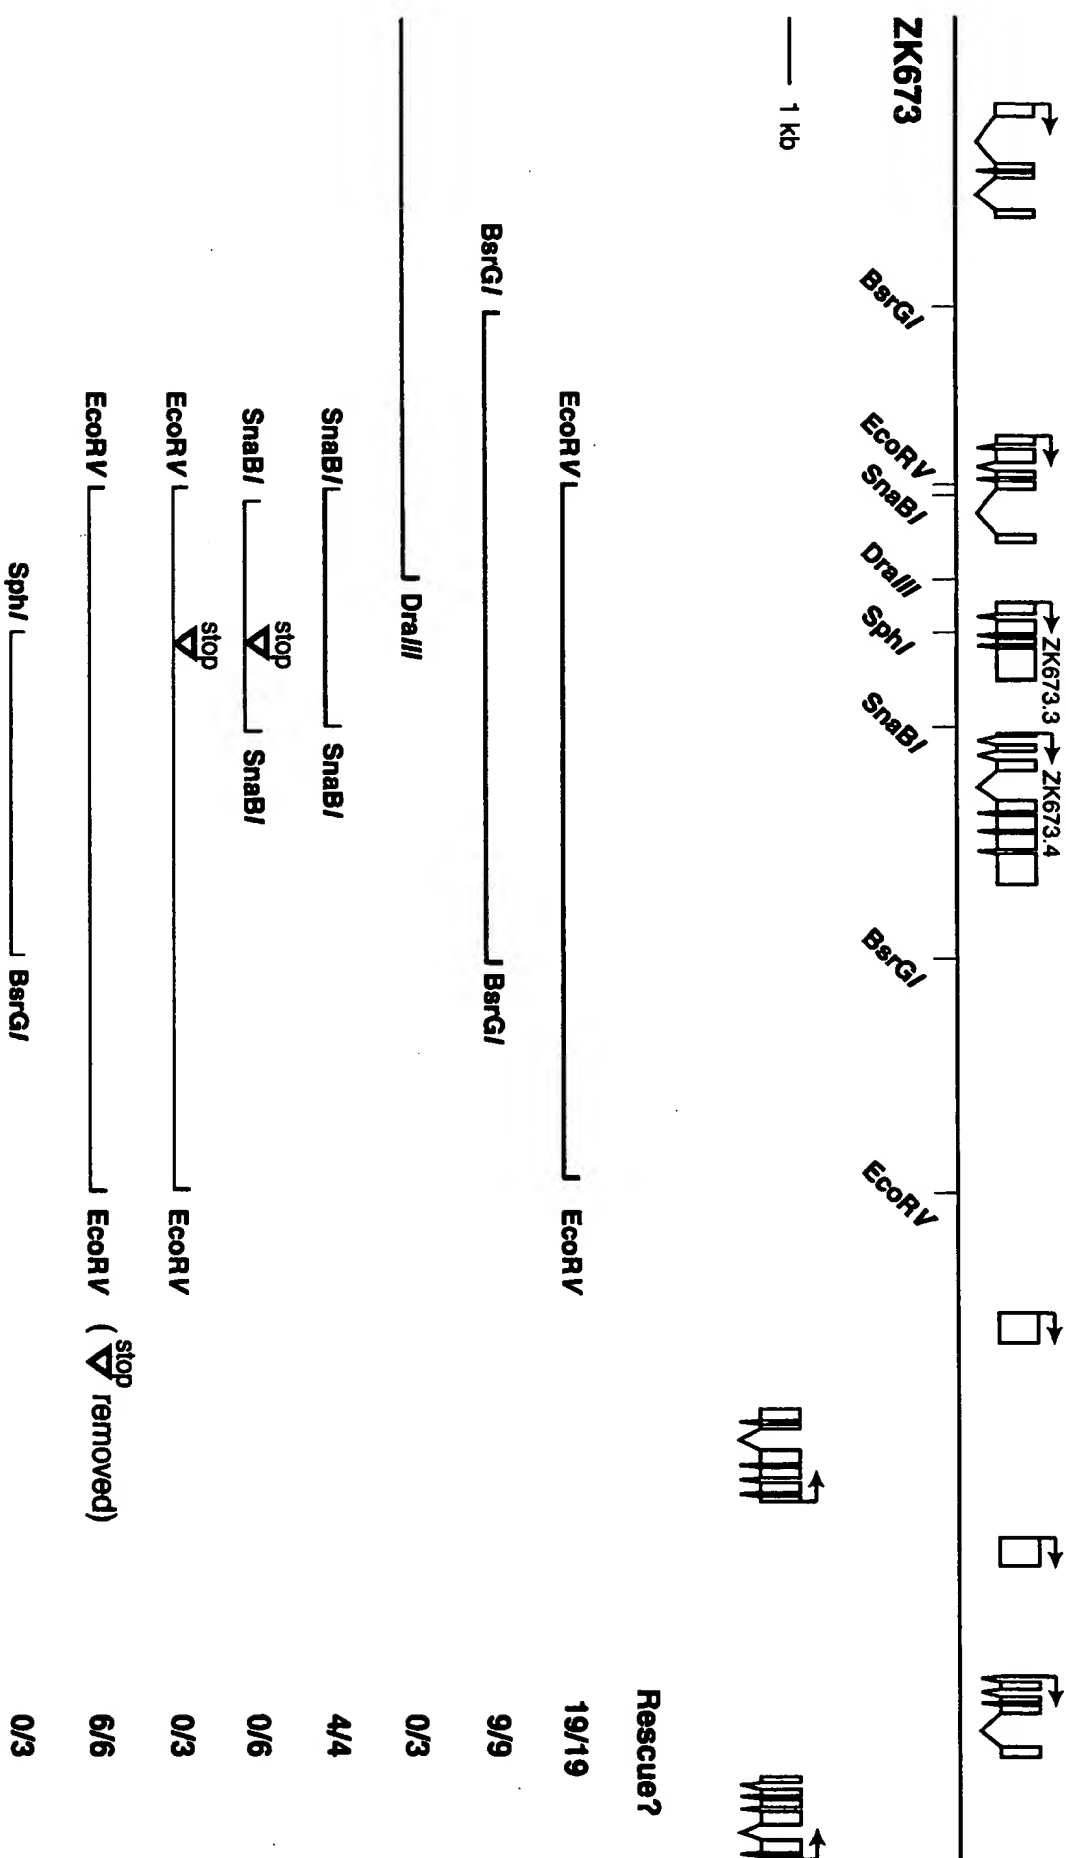 ZK673.3
ZK673.4
BsrGI
EcoRV
SnaBI
DraIII
SphI
SnaBI
BsrGI
EcoRV
ZK673
1 kb
Rescue?
EcoRV
EcoRV
19/19
BsrGI
BsrGI
9/9
DraIII
0/3
SnaBI
SnaBI
4/4
SnaBI
stop
SnaBI
0/6
EcoRV
stop
EcoRV
0/3
EcoRV
EcoRV ( stop removed)
6/6
SphI
BsrGI
0/3